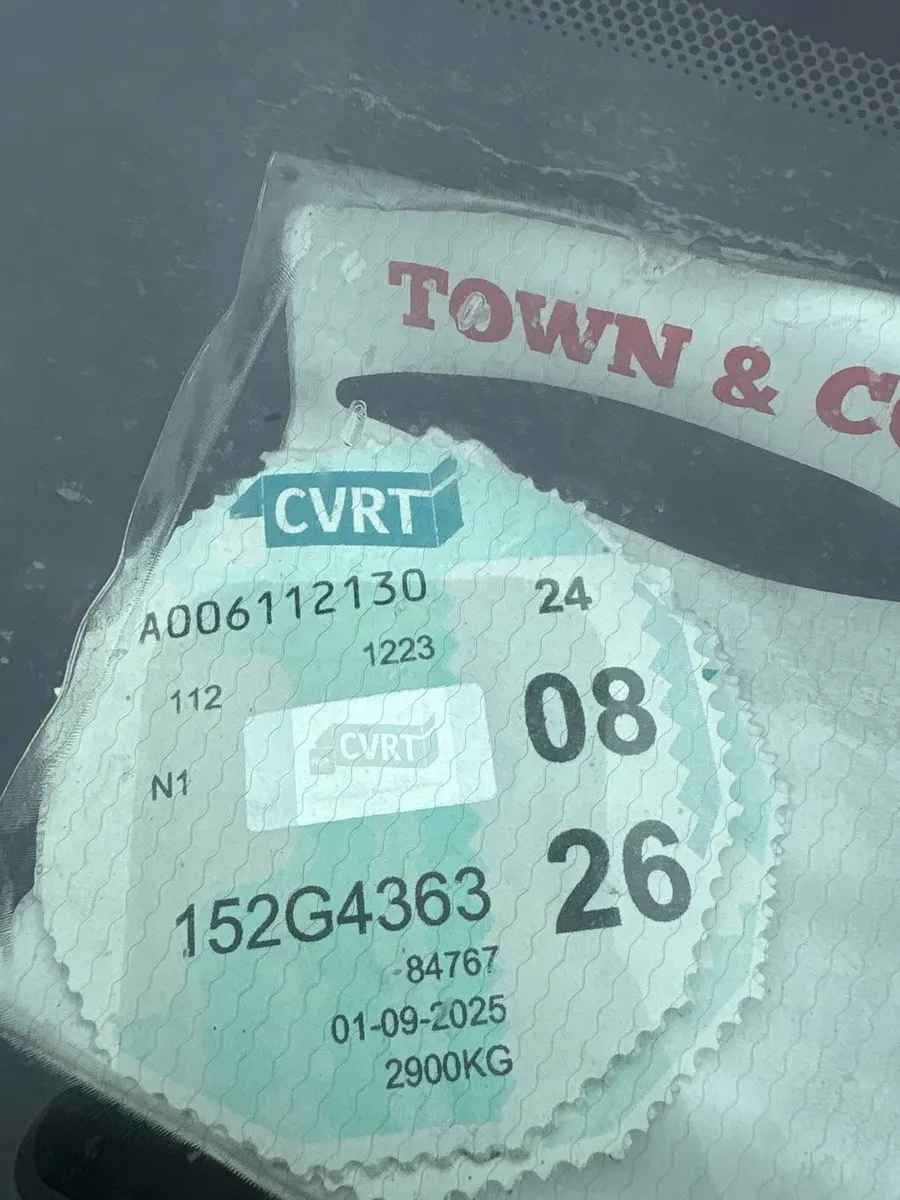 TOWN & C
CVRT
A006112130
24
1223
08
112
CVRT
N1
26
152G4363
84767
01-09-2025
2900KG